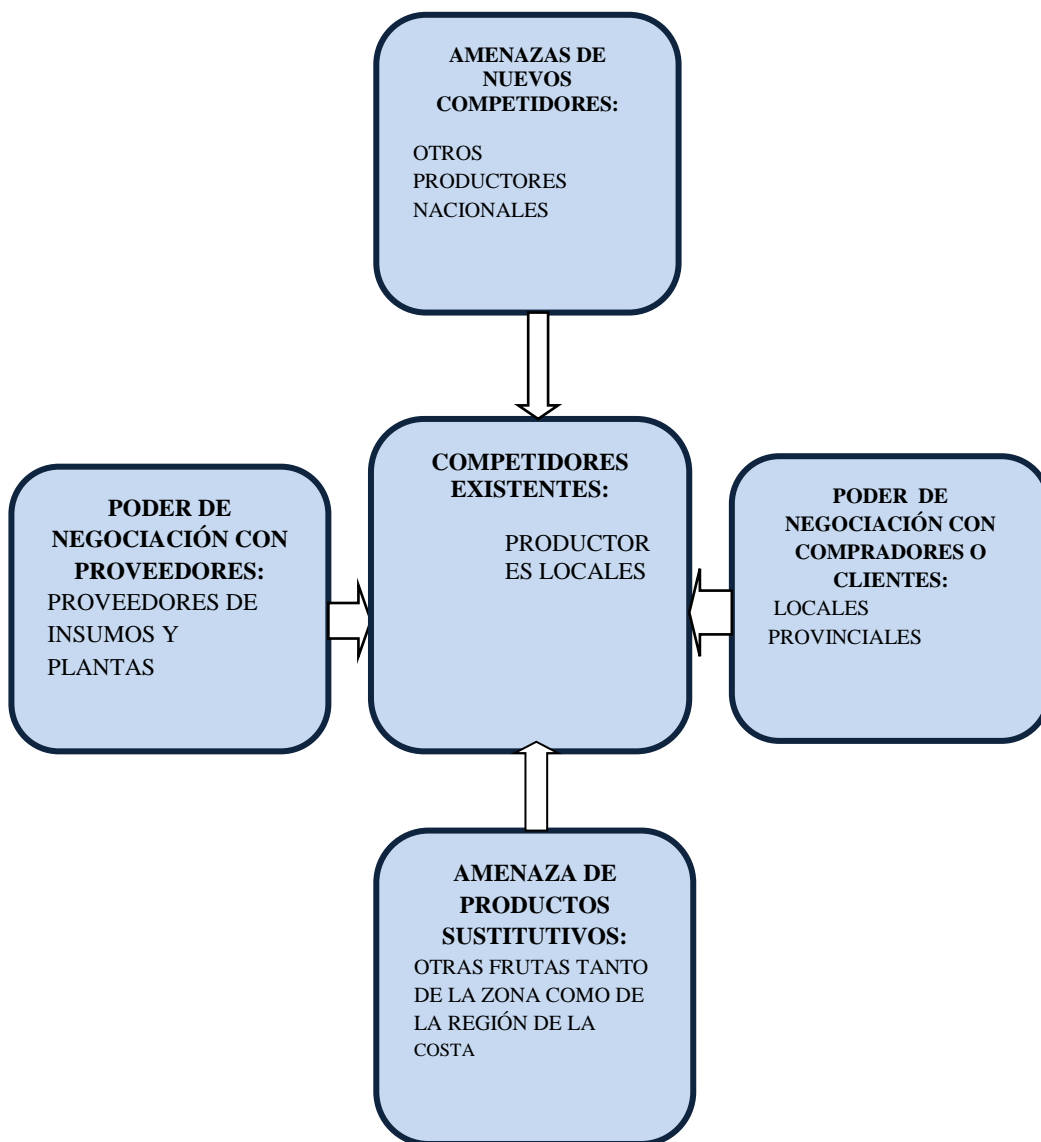 AMENAZAS DE
NUEVOS
COMPETIDORES:
OTROS
PRODUCTORES
NACIONALES
PODER DE
NEGOCIACIÓN CON
PROVEEDORES:
PROVEEDORES DE
INSUMOS Y
PLANTAS
COMPETIDORES
EXISTENTES:
PRODUCTOR
ES LOCALES
PODER DE
NEGOCIACIÓN CON
COMPRADORES O
CLIENTES:
LOCALES
PROVINCIALES
AMENAZA DE
PRODUCTOS
SUSTITUTIVOS:
OTRAS FRUTAS TANTO
DE LA ZONA COMO DE
LA REGIÓN DE LA
COSTA